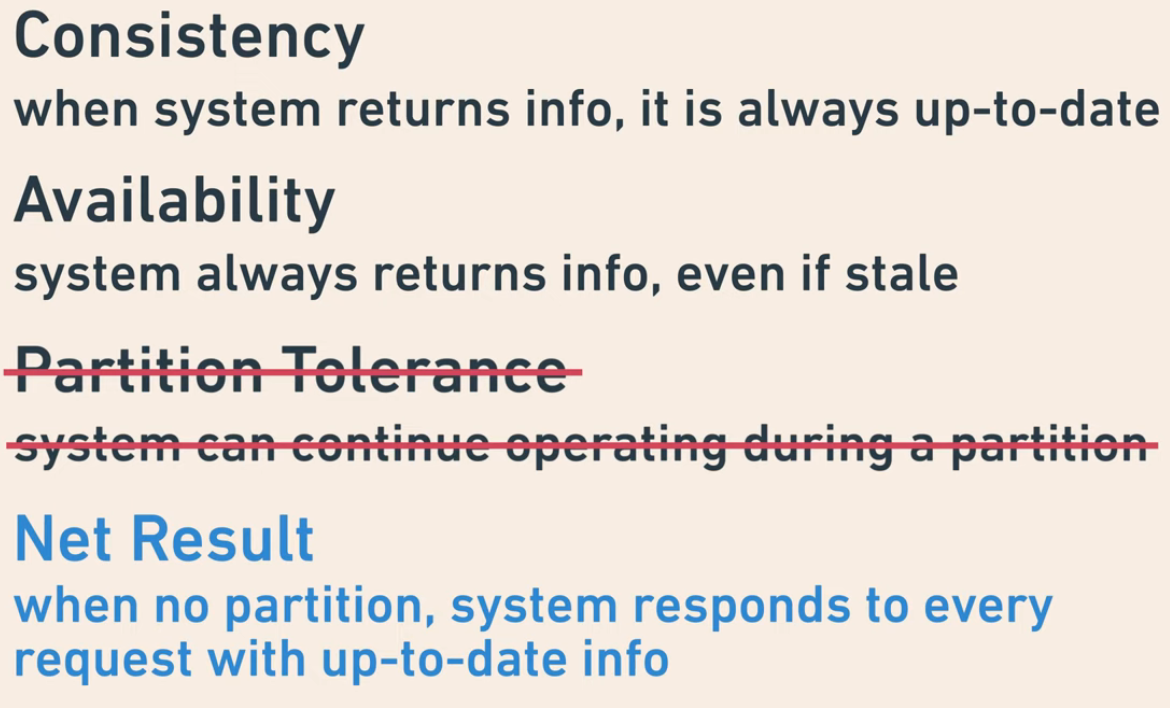 Consistency
when system returns info, it is always up-to-date
Availability
system always returns info, even if stale
Partition Tolerance
system can continue operating during a partition
Net Result
when no partition, system responds to every
request with up-to-date info